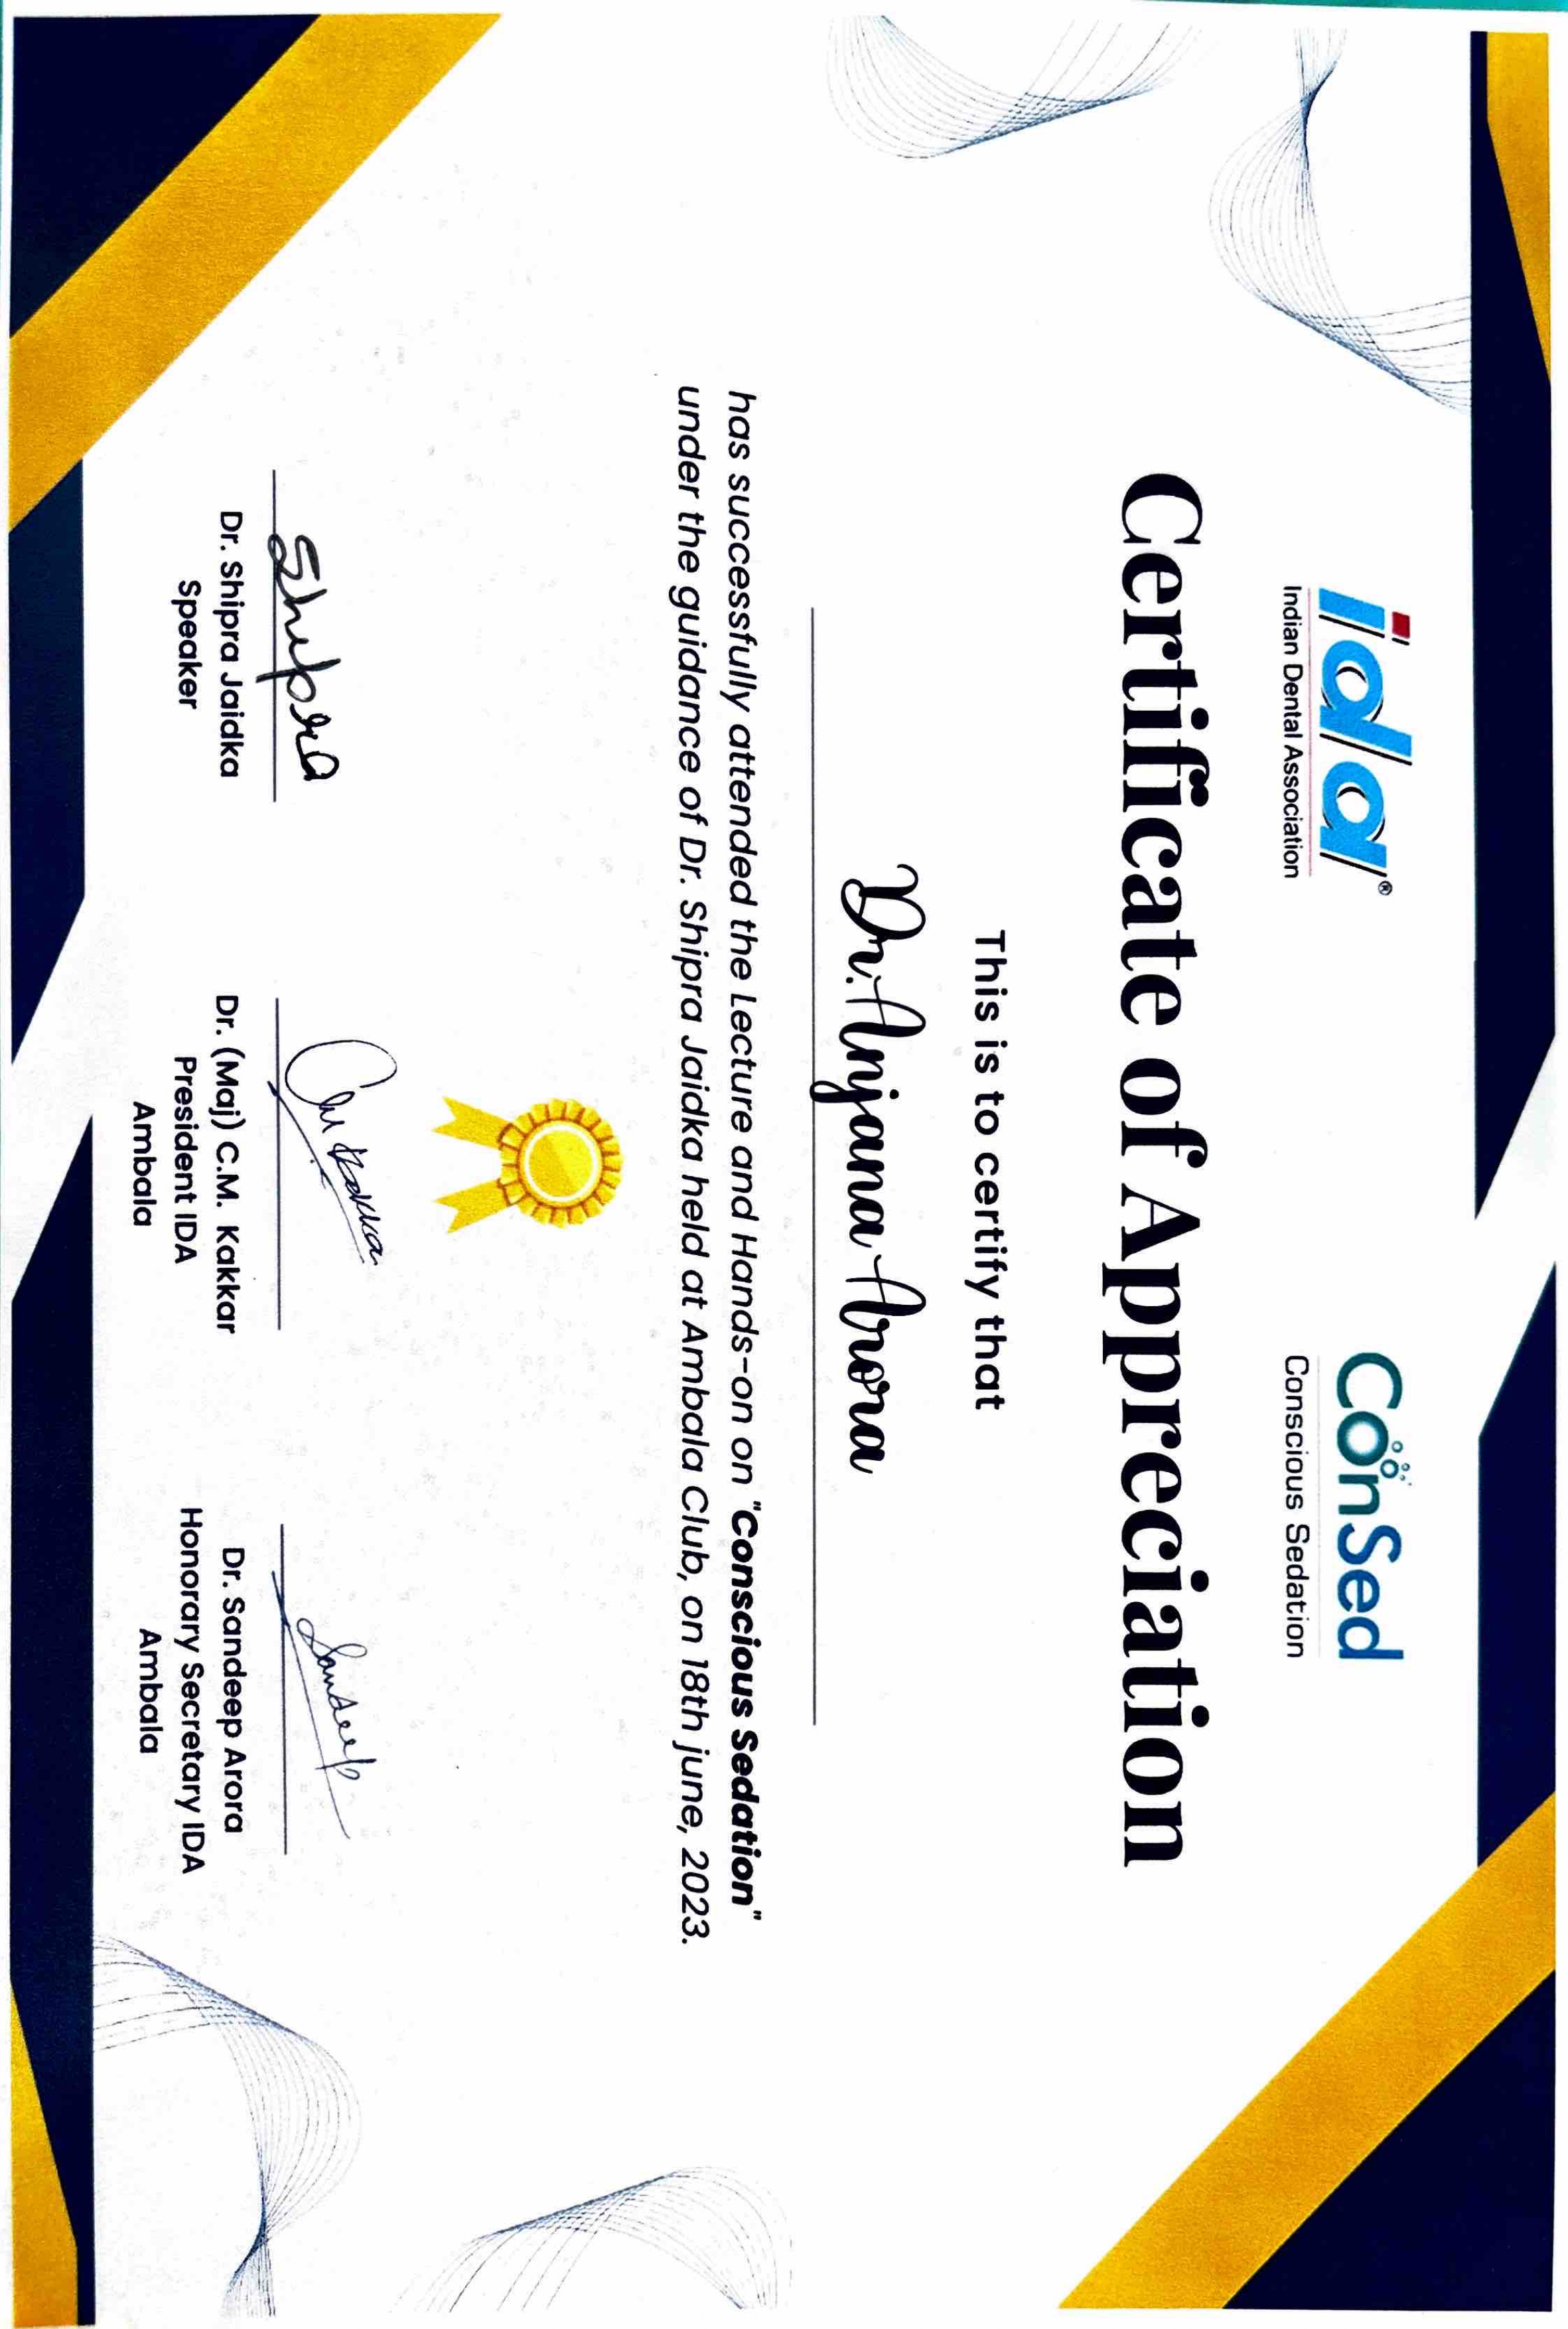 ida®
Indian Dental Association
ConSed
Conscious Sedation
Certificate of Appreciation
This is to certify that
Dr. Anjana Arora
has successfully attended the Lecture and Hands-on on "Conscious Sedation"
under the guidance of Dr. Shipra Jaidka held at Ambala Club, on 18th june, 2023.
Shipra
CM Kakkar
Sandeep
Dr. Shipra Jaidka
Speaker
Dr. (Maj) C.M. Kakkar
President IDA
Ambala
Dr. Sandeep Arora
Honorary Secretary IDA
Ambala